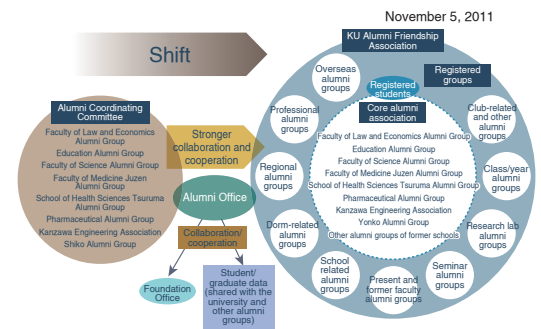 November 5, 2011
Shift
KU Alumni Friendship
Association
Registered
groups
Registered
students
Core alumni
association
Overseas
alumni
groups
Professional
alumni
groups
Regional
alumni
groups
Dorm-related
alumni
groups
School
related
alumni
groups
Present and
former faculty
alumni groups
Seminar
alumni
groups
Research lab
alumni
groups
Class/year
alumni
groups
Club-related
and other
alumni
groups
Faculty of Law and Economics Alumni Group
Education Alumni Group
Faculty of Science Alumni Group
Faculty of Medicine Juzen Alumni Group
School of Health Sciences Tsuruma Alumni Group
Pharmaceutical Alumni Group
Kanzawa Engineering Association
Yonko Alumni Group
Other alumni groups of former schools
Alumni Coordinating
Committee
Faculty of Law and Economics
Alumni Group
Education Alumni Group
Faculty of Science Alumni Group
Faculty of Medicine Juzen
Alumni Group
School of Health Sciences Tsuruma
Alumni Group
Pharmaceutical Alumni Group
Kanzawa Engineering Association
Shiko Alumni Group
Stronger
collaboration and
cooperation
Alumni Office
Collaboration/
cooperation
Foundation
Office
Student/
graduate data
(shared with the
university and
other alumni
groups)